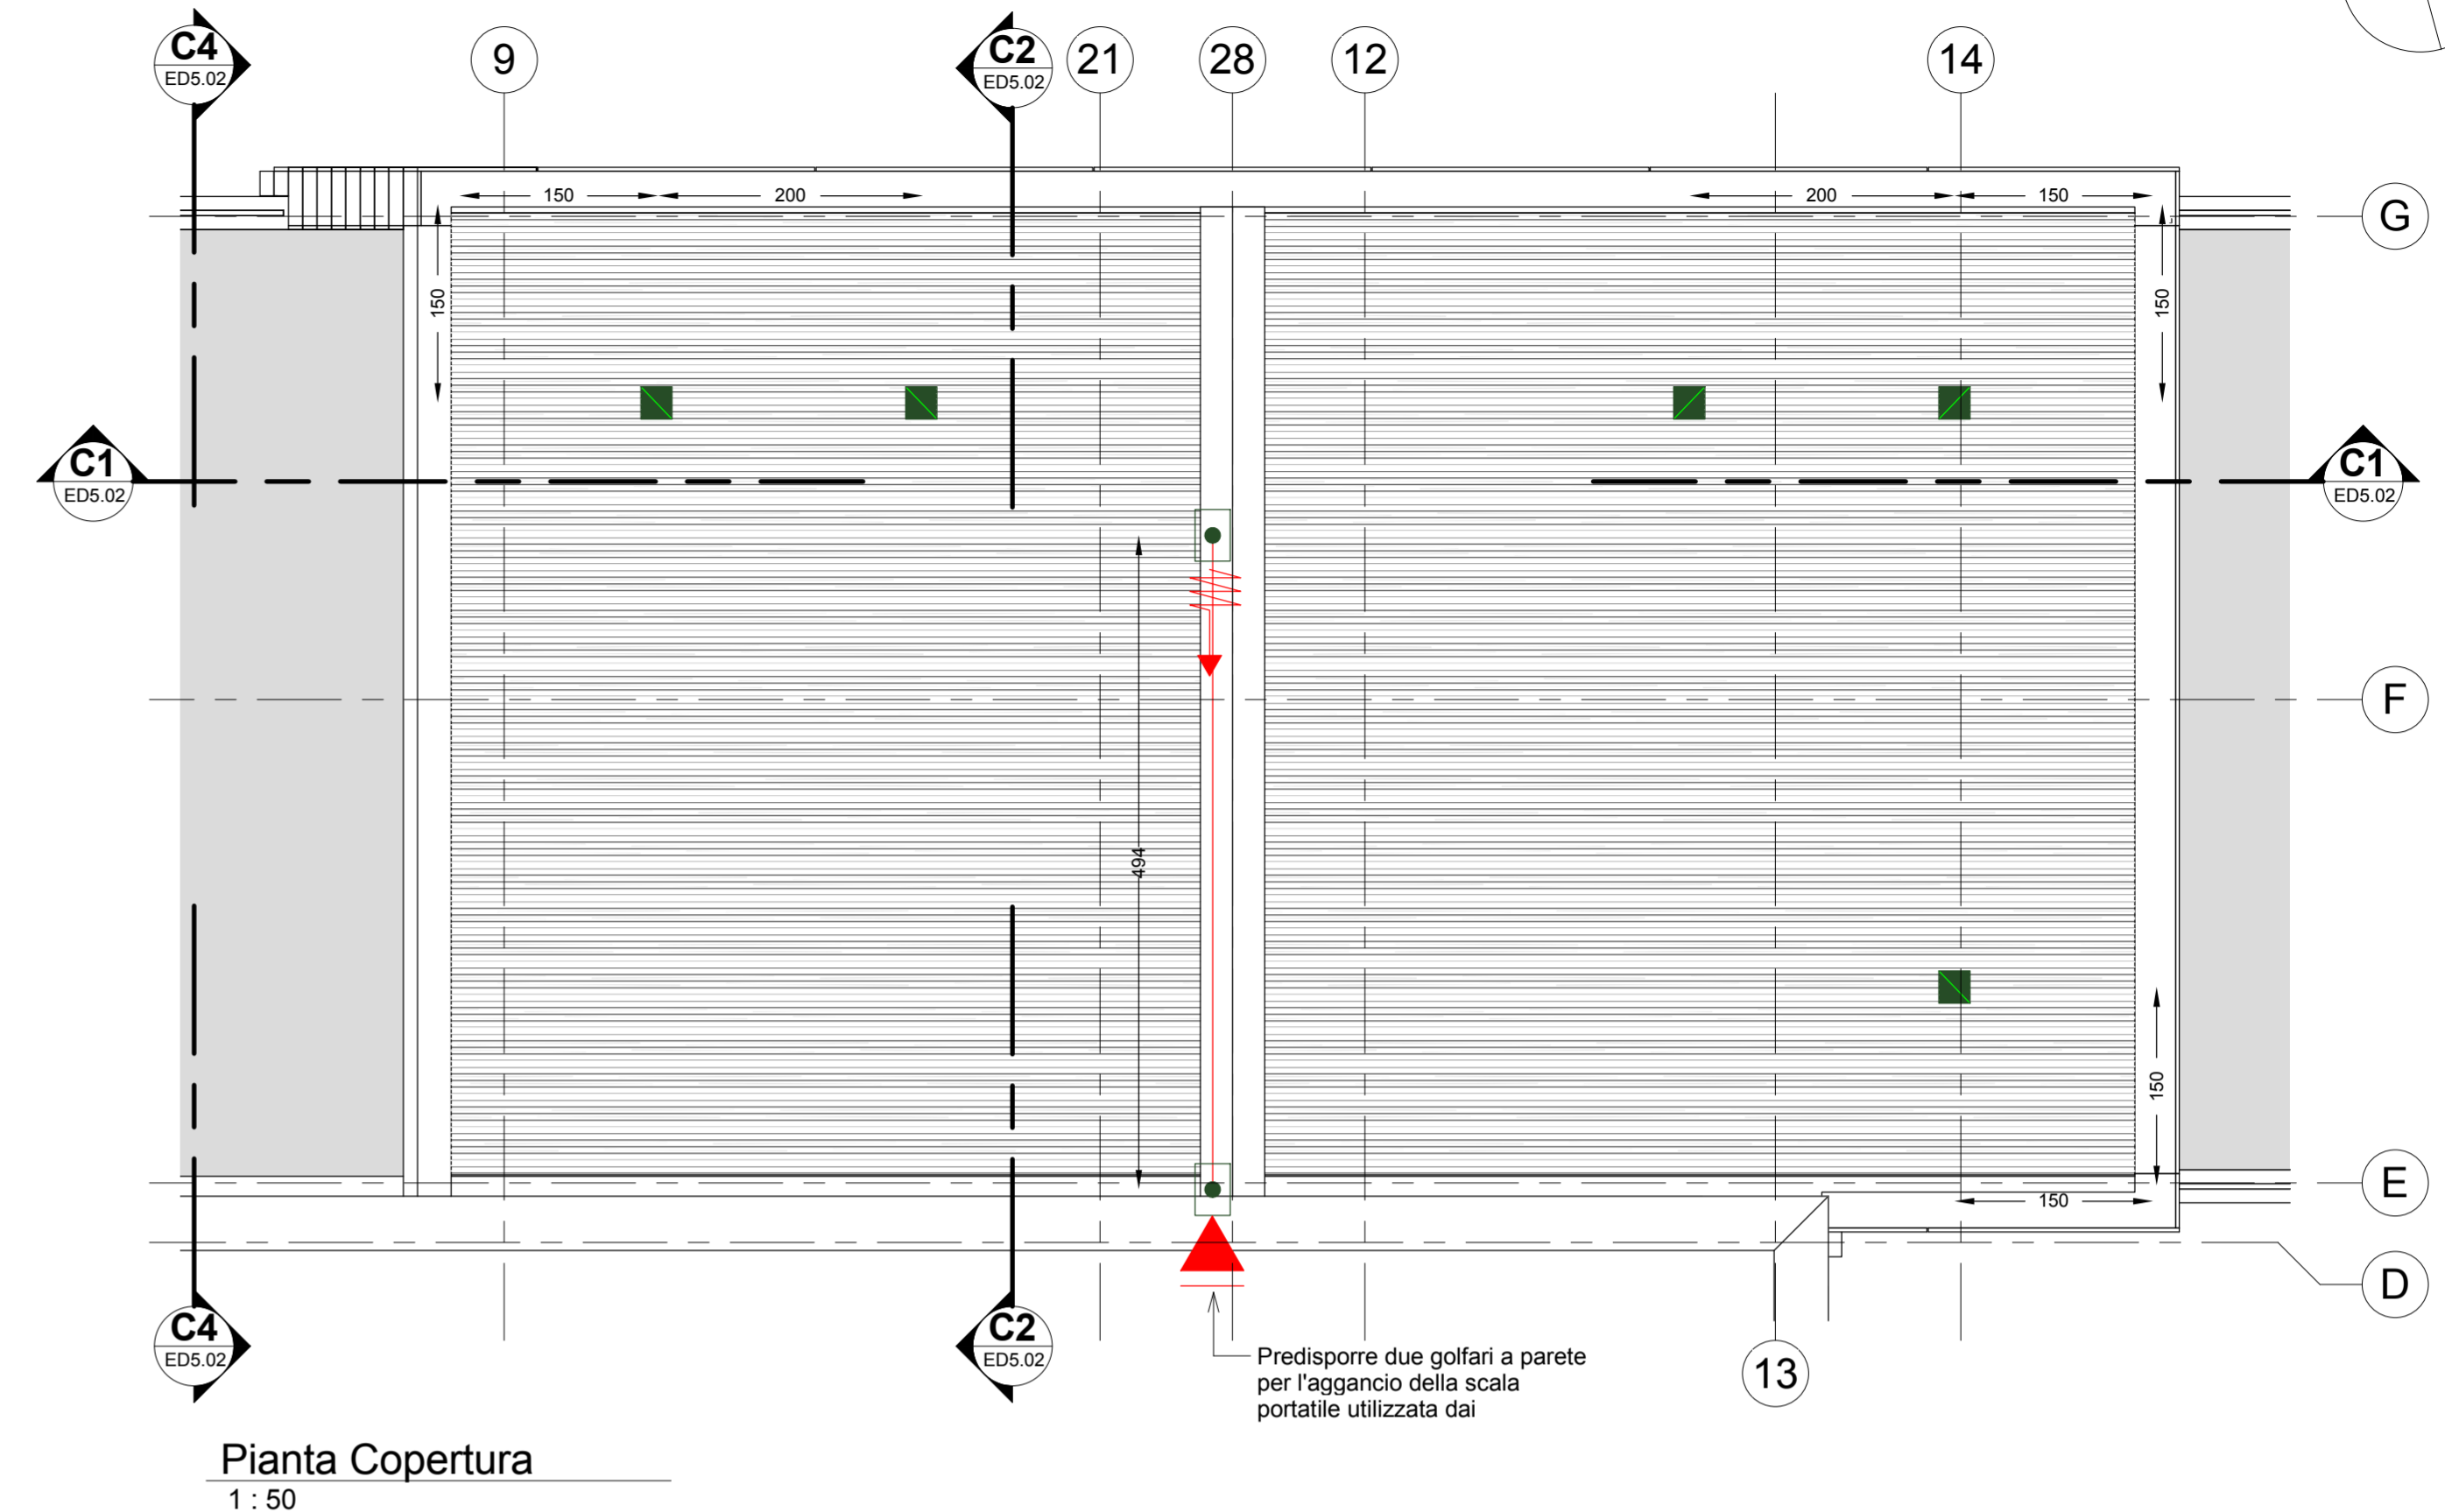 C4
ED5.02
9
C2
ED5.02
21
28
12
14
150
200
200
150
G
150
150
C1
ED5.02
C1
ED5.02
F
494
150
E
150
D
C4
ED5.02
C2
ED5.02
13
Predisporre due golfari a parete
per l'aggancio della scala
portatile utilizzata dai
Pianta Copertura
1 : 50